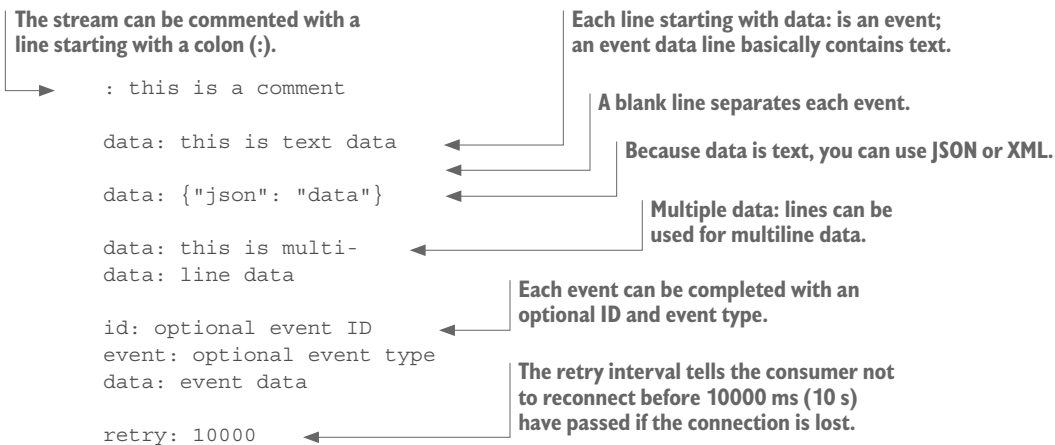 The stream can be commented with a
line starting with a colon (:).
Each line starting with data: is an event;
an event data line basically contains text.
: this is a comment
A blank line separates each event.
data: this is text data
Because data is text, you can use JSON or XML.
data: {"json": "data"}
Multiple data: lines can be
used for multiline data.
data: this is multi-
data: line data
Each event can be completed with an
optional ID and event type.
id: optional event ID
event: optional event type
data: event data
The retry interval tells the consumer not
to reconnect before 10000 ms (10 s)
have passed if the connection is lost.
retry: 10000